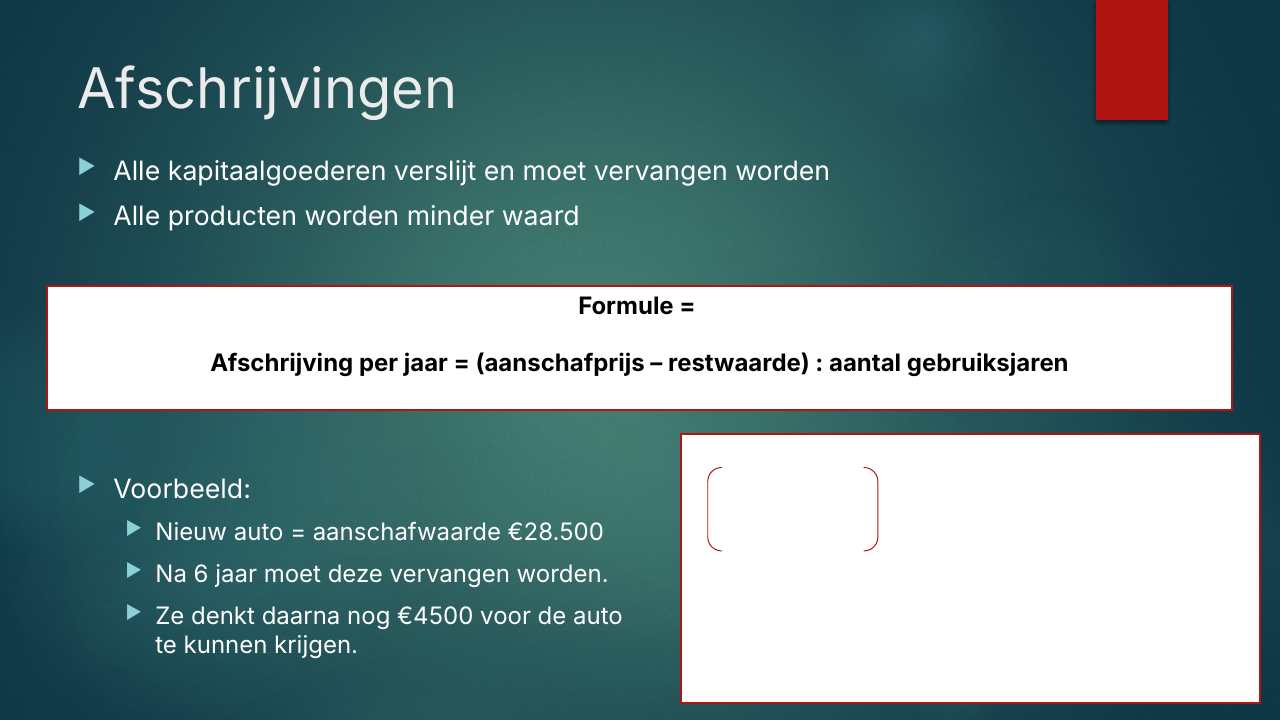 Afschrijvingen
Alle kapitaalgoederen verslijt en moet vervangen worden
Alle producten worden minder waard
Formule =
Afschrijving per jaar = (aanschafprijs – restwaarde) : aantal gebruiksjaren
Voorbeeld:
Nieuw auto = aanschafwaarde €28.500
Na 6 jaar moet deze vervangen worden.
Ze denkt daarna nog €4500 voor de auto
te kunnen krijgen.